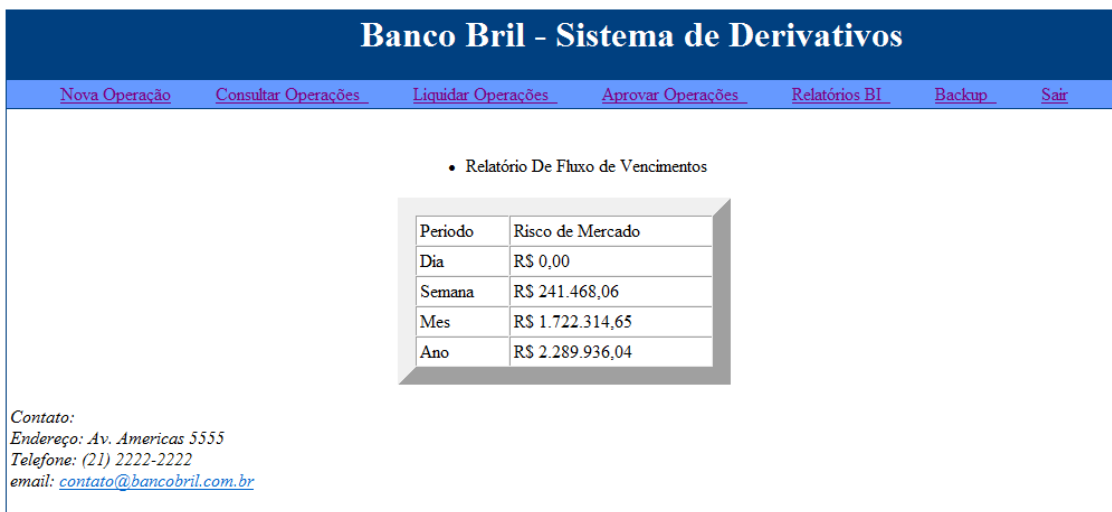 Banco Bril - Sistema de Derivativos
Nova Operação Consultar Operações Liquidar Operações Aprovar Operações Relatórios BI Backup Sair
• Relatório De Fluxo de Vencimentos
Periodo Risco de Mercado
Dia R$ 0,00
Semana R$ 241.468,06
Mes R$ 1.722.314,65
Ano R$ 2.289.936,04
Contato:
Endereço: Av. Americas 5555
Telefone: (21) 2222-2222
email: contato@bancobril.com.br